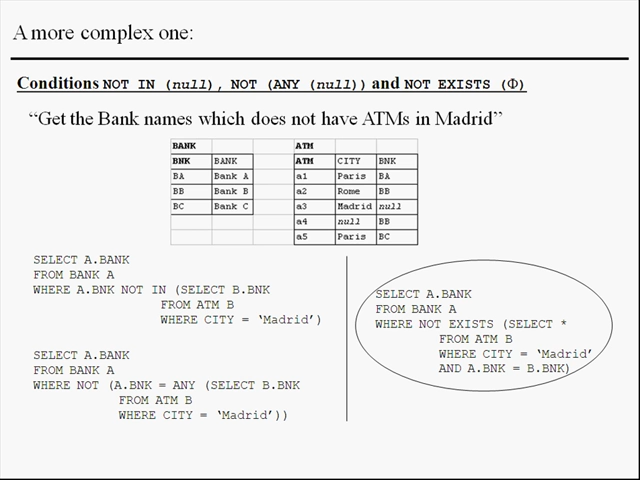 A more complex one:
Conditions NOT IN (null), NOT (ANY (null)) and NOT EXISTS (Φ)
“Get the Bank names which does not have ATMs in Madrid”
BANK ATM
BNK BANK ATM CITY BNK
BA Bank A a1 Paris BA
BB Bank B a2 Rome BB
BC Bank C a3 Madrid null
a4 null BB
a5 Paris BC
SELECT A.BANK
FROM BANK A
WHERE A.BNK NOT IN (SELECT B.BNK
FROM ATM B
WHERE CITY = ‘Madrid’)
SELECT A.BANK
FROM BANK A
WHERE NOT (A.BNK = ANY (SELECT B.BNK
FROM ATM B
WHERE CITY = ‘Madrid’))
SELECT A.BANK
FROM BANK A
WHERE NOT EXISTS (SELECT *
FROM ATM B
WHERE CITY = ‘Madrid’
AND A.BNK = B.BNK)